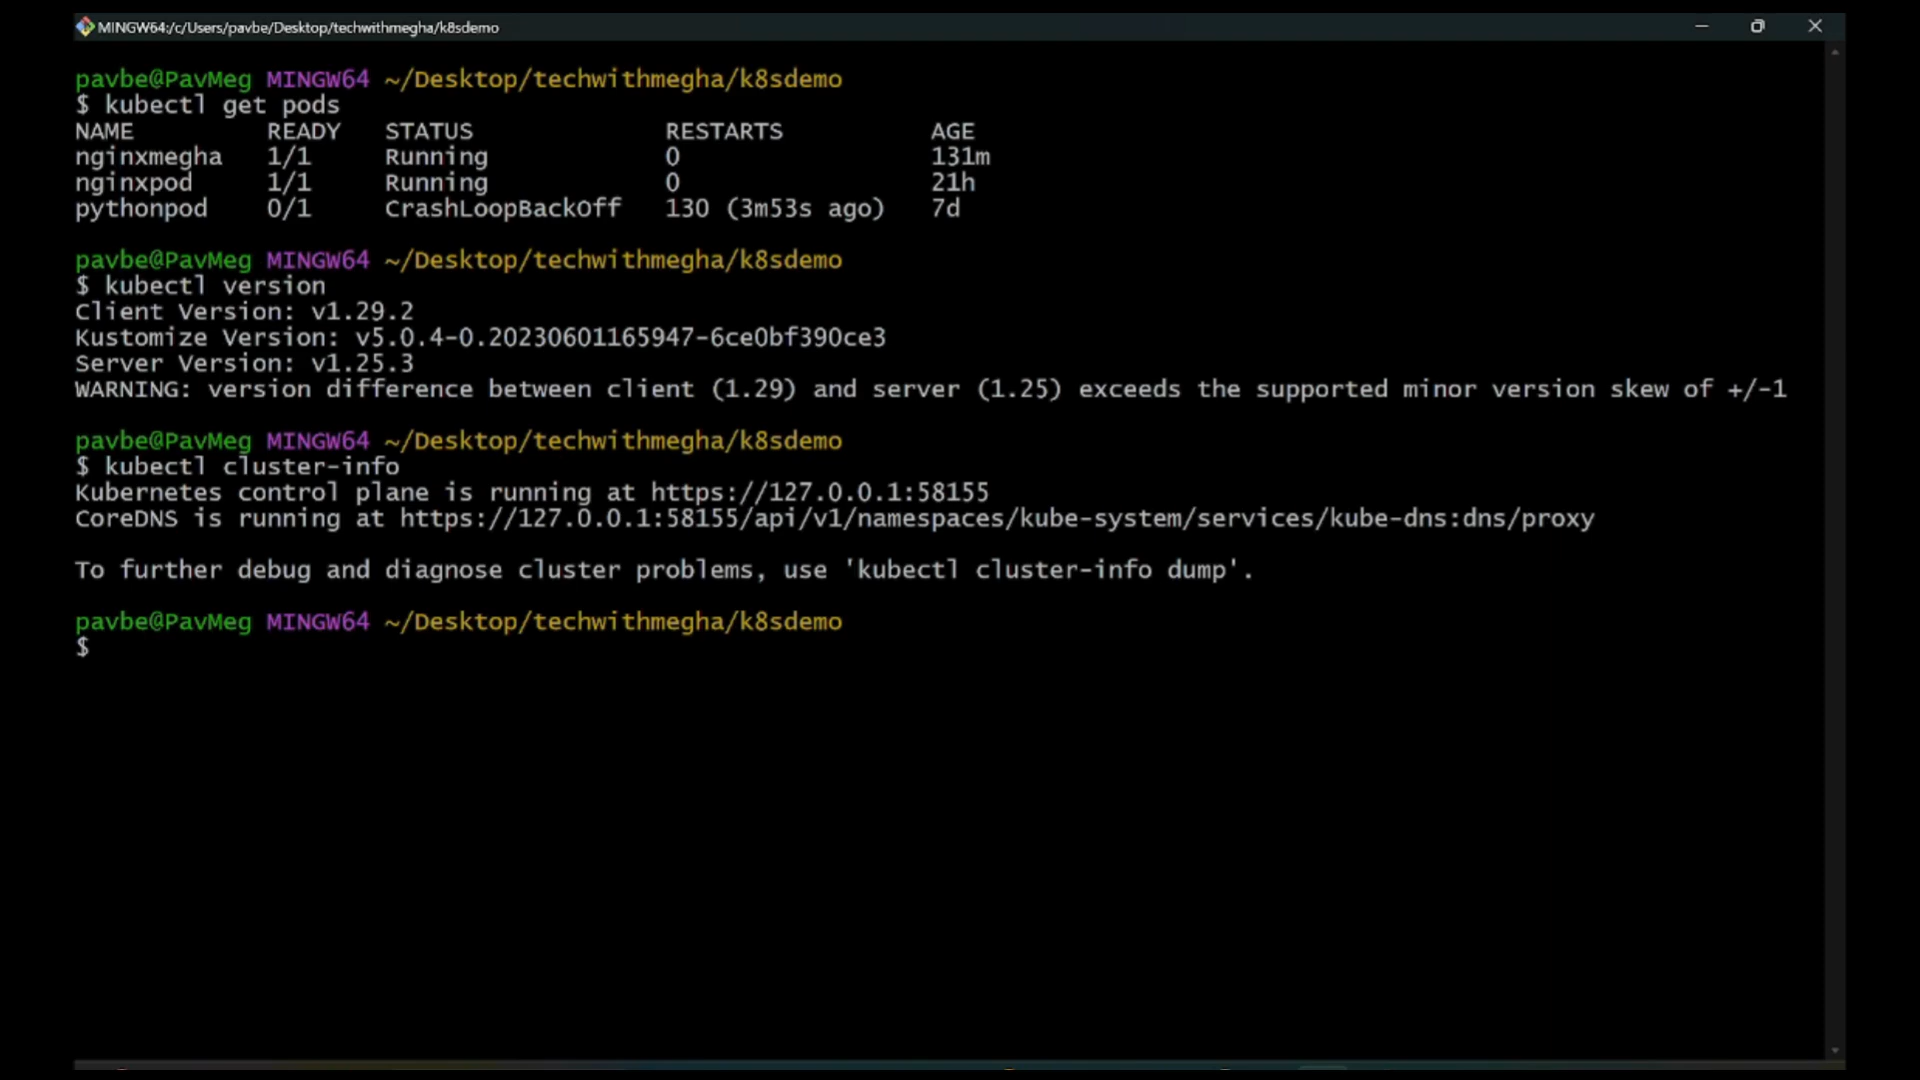 MINGW64:/c/Users/pavbe/Desktop/techwithmegha/k8sdemo
pavbe@PavMeg MINGW64 ~/Desktop/techwithmegha/k8sdemo
$ kubectl get pods
NAME READY STATUS RESTARTS AGE
nginxmegha 1/1 Running 0 131m
nginxpod 1/1 Running 0 21h
pythonpod 0/1 CrashLoopBackOff 130 (3m53s ago) 7d
pavbe@PavMeg MINGW64 ~/Desktop/techwithmegha/k8sdemo
$ kubectl version
Client Version: v1.29.2
Kustomize Version: v5.0.4-0.20230601165947-6ce0bf390ce3
Server Version: v1.25.3
WARNING: version difference between client (1.29) and server (1.25) exceeds the supported minor version skew of +/-1
pavbe@PavMeg MINGW64 ~/Desktop/techwithmegha/k8sdemo
$ kubectl cluster-info
Kubernetes control plane is running at https://127.0.0.1:58155
CoreDNS is running at https://127.0.0.1:58155/api/v1/namespaces/kube-system/services/kube-dns:dns/proxy
To further debug and diagnose cluster problems, use 'kubectl cluster-info dump'.
pavbe@PavMeg MINGW64 ~/Desktop/techwithmegha/k8sdemo
$